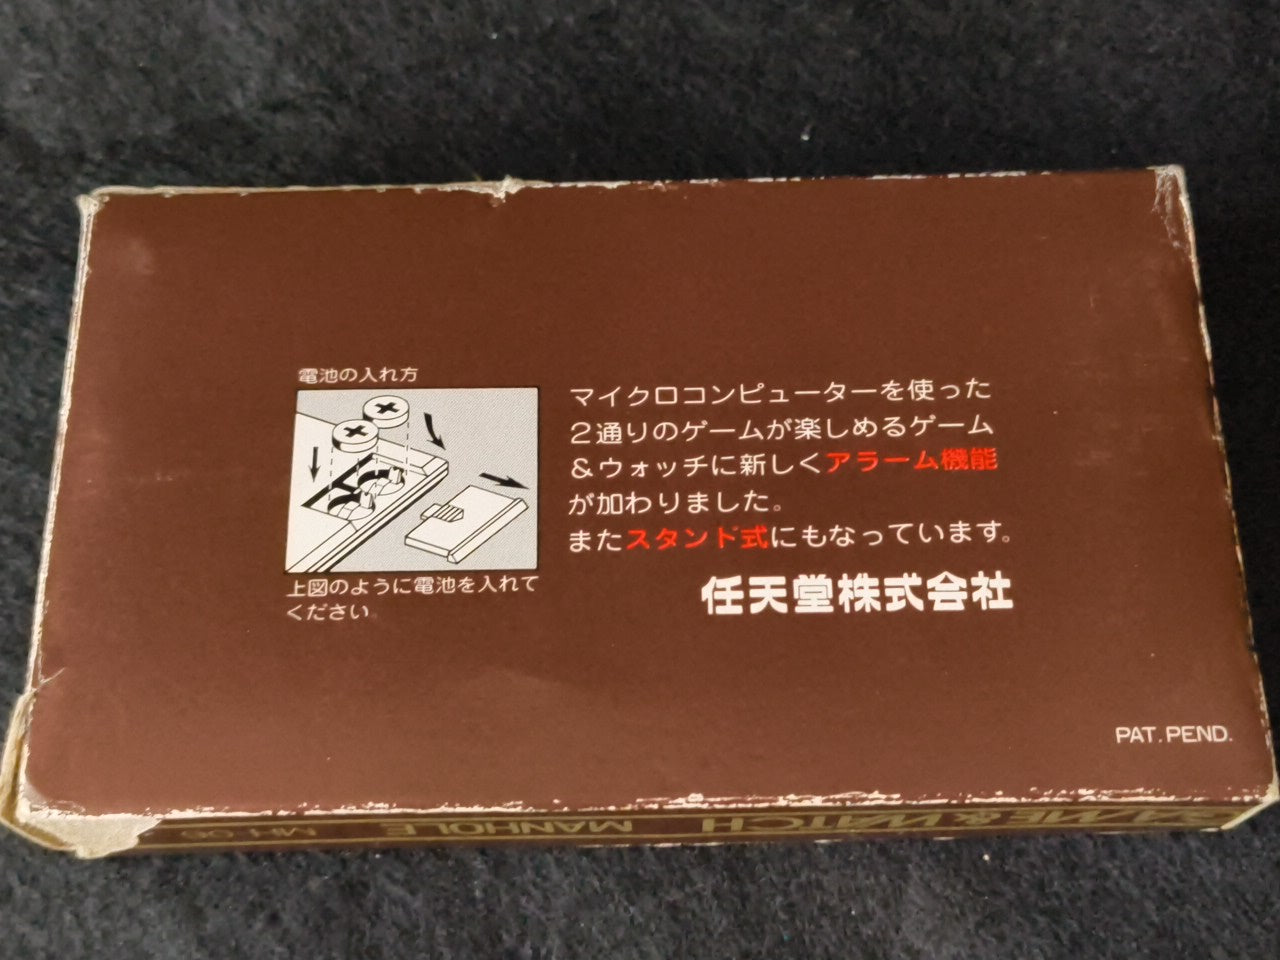 電池の入れ方
上図のように電池を入れて
ください。
マイクロコンピューターを使った
2通りのゲームが楽しめるゲーム
&ウォッチに新しくアラーム機能
が加わりました。
またスタンド式にもなっています。
任天堂株式会社
PAT. PEND.
GAME & WATCH MANHOLE MH-06